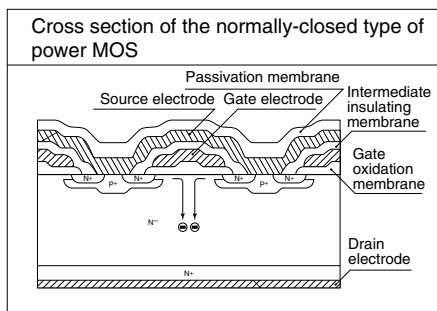 Cross section of the normally-closed type of
power MOS
Passivation membrane
Source electrode
Gate electrode
Intermediate
insulating
membrane
Gate
oxidation
membrane
N+
N+
N+
N+
P+
P+
N−
N+
Drain
electrode